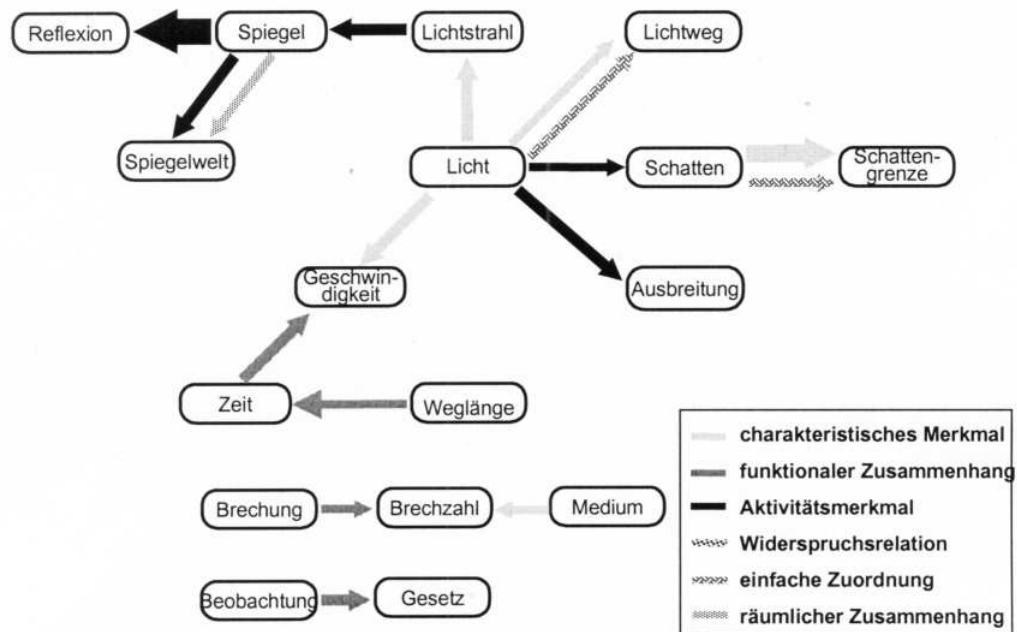 Reflexion
Spiegel
Lichtstrahl
Lichtweg
Spiegelwelt
Licht
Schatten
Schatten-
grenze
Geschwin-
digkeit
Ausbreitung
Zeit
Weglänge
Brechung
Brechzahl
Medium
Beobachtung
Gesetz
charakteristisches Merkmal
funktionaler Zusammenhang
Aktivitätsmerkmal
Widerspruchsrelation
einfache Zuordnung
räumlicher Zusammenhang